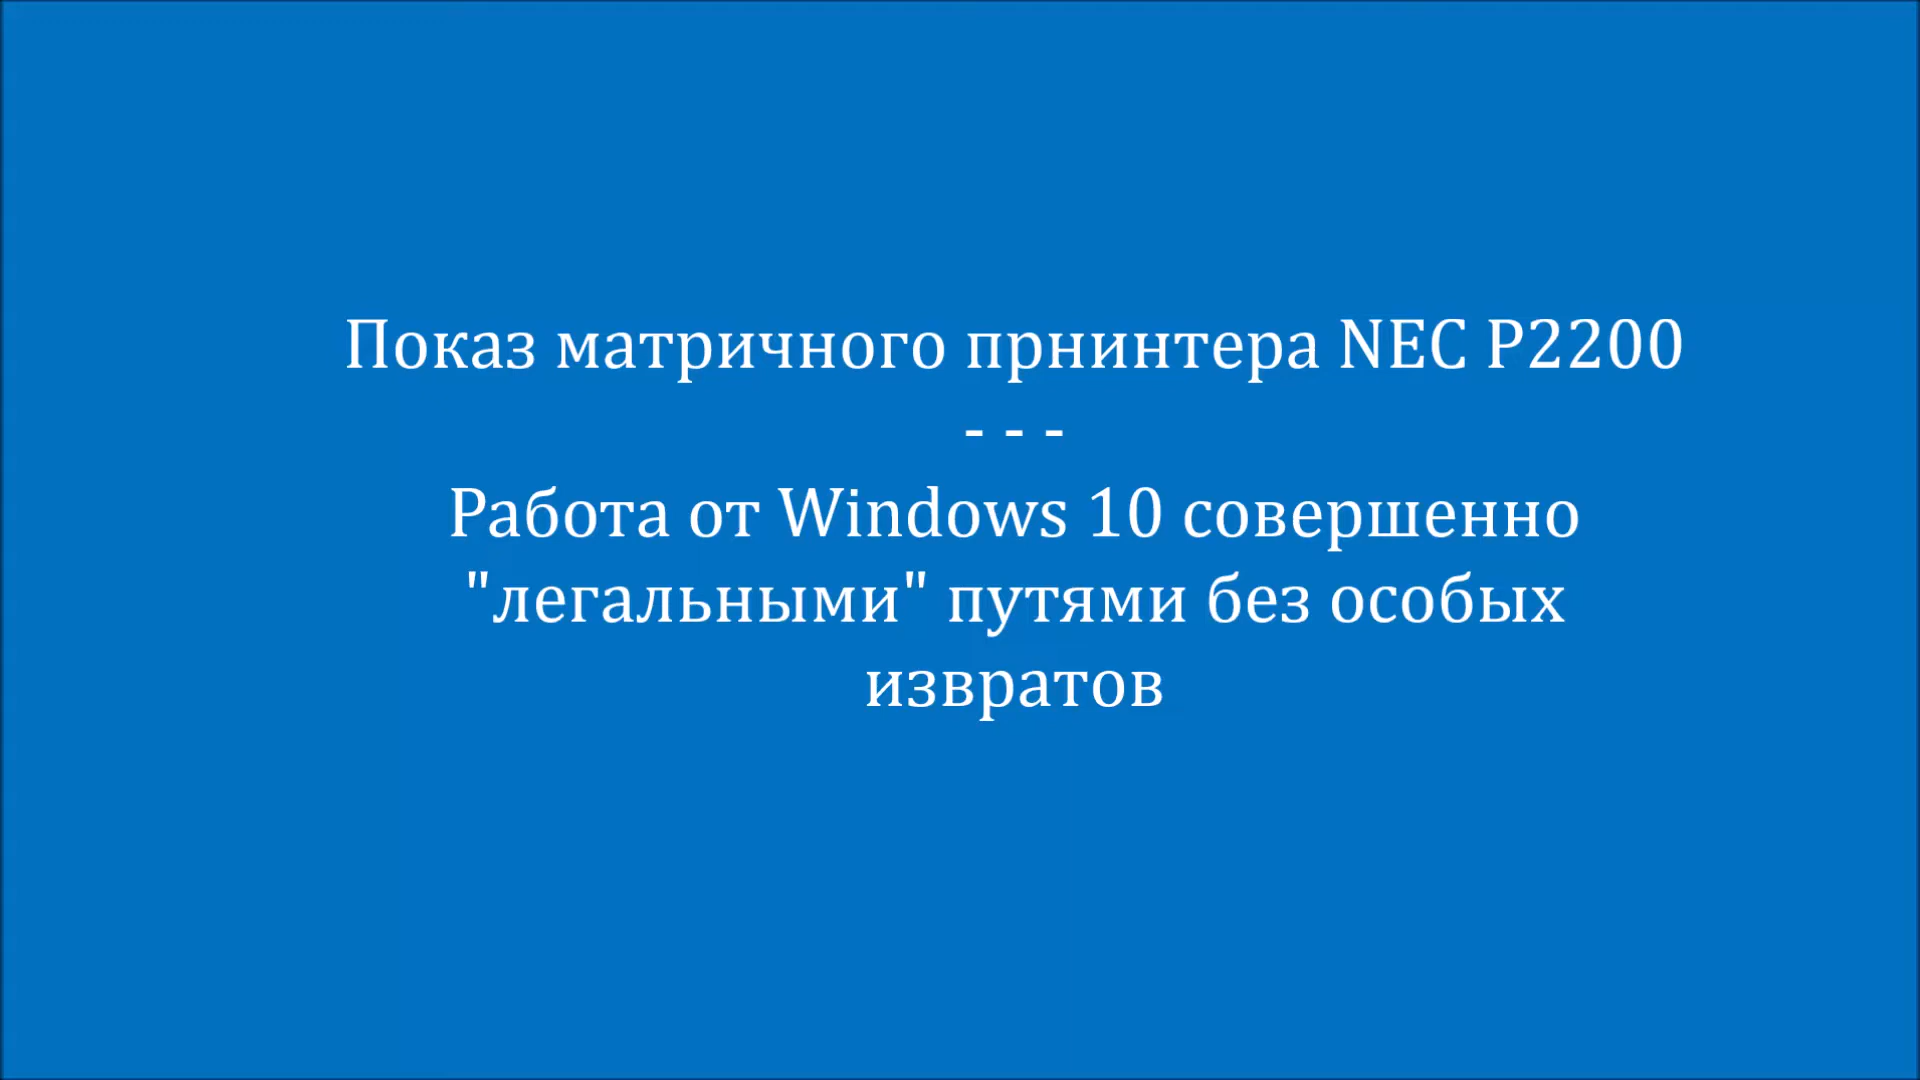 Показ матричного прнинтера NEC P2200
- - -
Работа от Windows 10 совершенно
"легальными" путями без особых
извратов